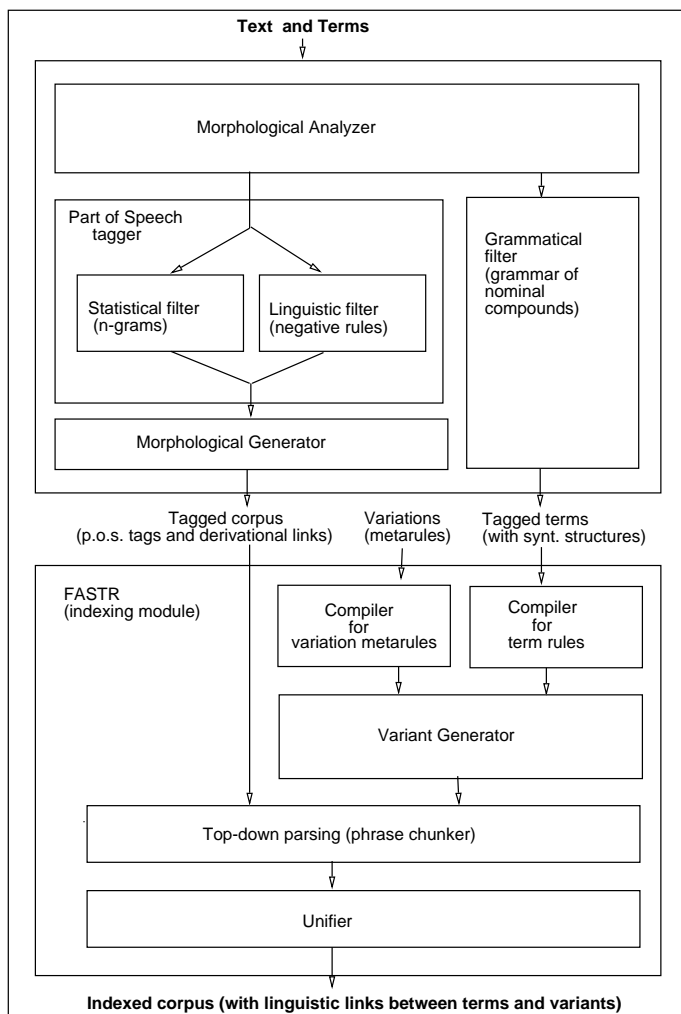 Text and Terms
Morphological Analyzer
Part of Speech
tagger
Statistical filter
(n-grams)
Linguistic filter
(negative rules)
Grammatical
filter
(grammar of
nominal
compounds)
Morphological Generator
Tagged corpus
(p.o.s. tags and derivational links)
Variations
(metarules)
Tagged terms
(with synt. structures)
FASTR
(indexing module)
Compiler
for
variation metarules
Compiler
for
term rules
Variant Generator
Top-down parsing (phrase chunker)
Unifier
Indexed corpus (with linguistic links between terms and variants)